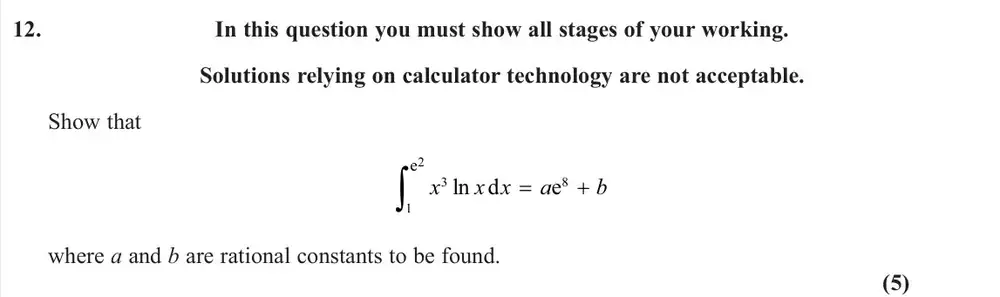 12. In this question you must show all stages of your working.
Solutions relying on calculator technology are not acceptable.
Show that
∫₁^{e²} x³ ln x dx = ae⁸ + b
where a and b are rational constants to be found.
(5)